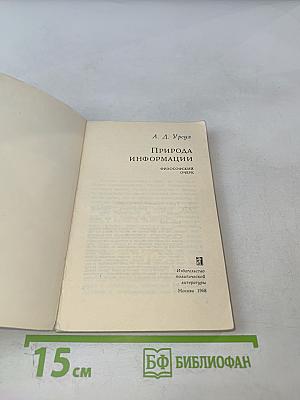 А. Д. Урсул
ПРИРОДА
ИНФОРМАЦИИ
ФИЛОСОФСКИЙ
ОЧЕРК
Издательство
политической
литературы
Москва 1968
15 см
БФ БИБЛИОФАН